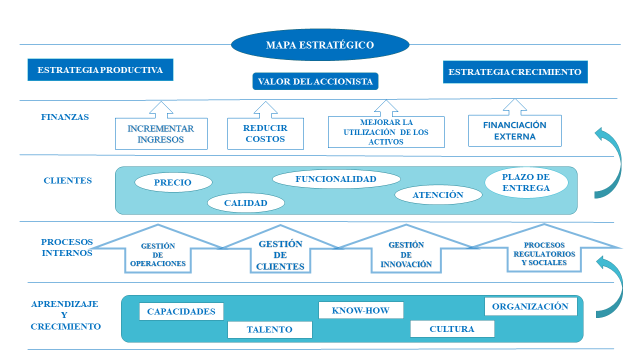 MAPA ESTRATÉGICO
ESTRATEGIA PRODUCTIVA
VALOR DEL ACCIONISTA
ESTRATEGIA CRECIMIENTO
FINANZAS
INCREMENTAR
INGRESOS
REDUCIR
COSTOS
MEJORAR LA
UTILIZACIÓN DE LOS
ACTIVOS
FINANCIACIÓN
EXTERNA
CLIENTES
PRECIO
CALIDAD
FUNCIONALIDAD
ATENCIÓN
PLAZO DE
ENTREGA
PROCESOS
INTERNOS
GESTIÓN
DE
OPERACIONES
GESTIÓN
DE
CLIENTES
GESTIÓN
DE
INNOVACIÓN
PROCESOS
REGULATORIOS
Y SOCIALES
APRENDIZAJE
Y
CRECIMIENTO
CAPACIDADES
TALENTO
KNOW-HOW
CULTURA
ORGANIZACIÓN